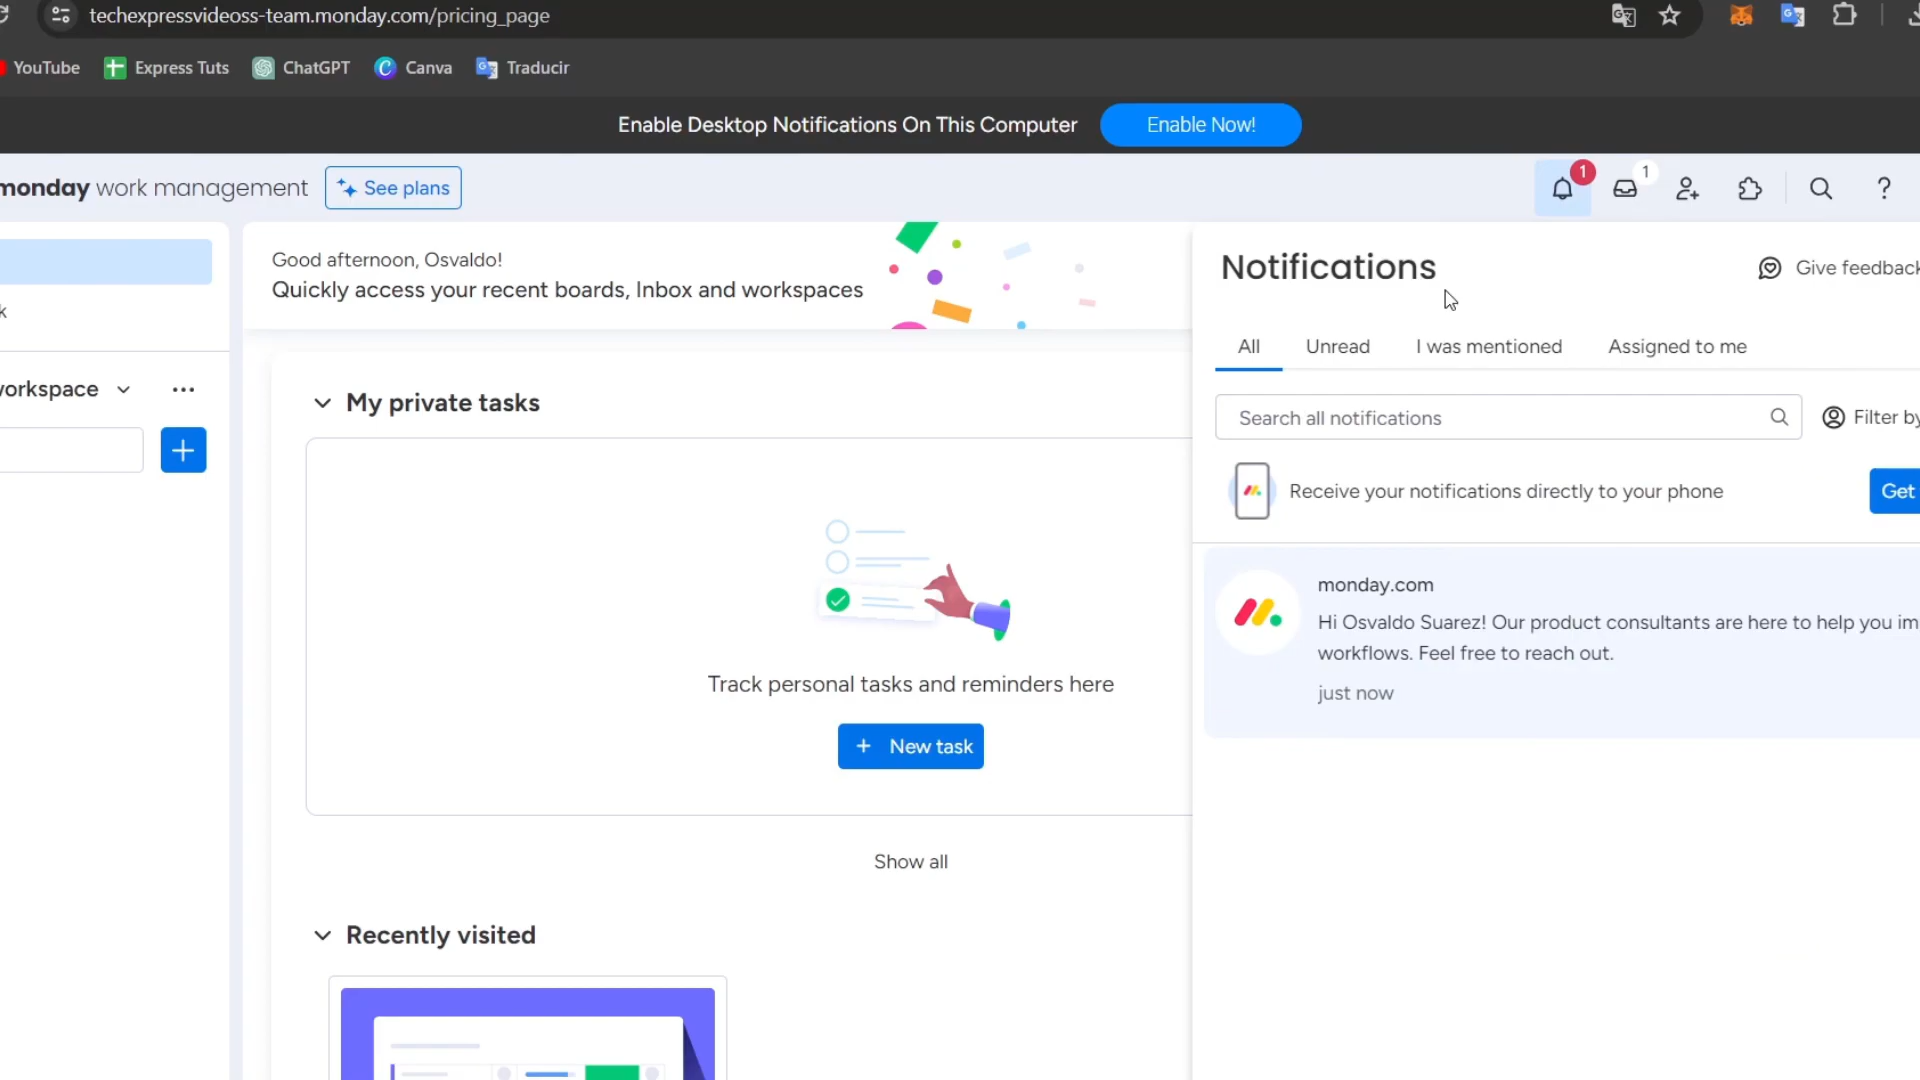 techexpressvideoss-team.monday.com/pricing_page
YouTube
Express Tuts
ChatGPT
Canva
Traducir
Enable Desktop Notifications On This Computer
Enable Now!
monday work management
See plans
1
1
?
Good afternoon, Osvaldo!
Quickly access your recent boards, Inbox and workspaces
Notifications
Give feedback
All
Unread
I was mentioned
Assigned to me
Search all notifications
Filter by
Receive your notifications directly to your phone
Get
monday.com
Hi Osvaldo Suarez! Our product consultants are here to help you im
workflows. Feel free to reach out.
just now
k
orkspace
My private tasks
Track personal tasks and reminders here
+ New task
Show all
Recently visited